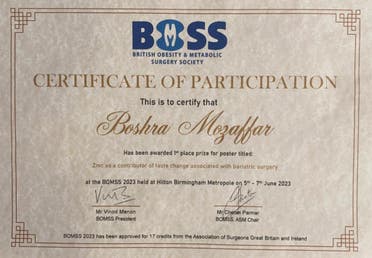 BOMSS
BRITISH OBESITY & METABOLIC
SURGERY SOCIETY
CERTIFICATE OF PARTICIPATION
This is to certify that
Boshra Mozaffar
Has been awarded 1st place prize for poster titled:
Zinc as a contributor of taste change associated with bariatric surgery
at the BOMSS 2023 held at Hilton Birmingham Metropole on 5th - 7th June 2023
Mr Vinod Menon
BOMSS President
Mr Chetan Parmar
BOMSS, ASM Chair
BOMSS 2023 has been approved for 17 credits from the Association of Surgeons Great Britain and Ireland